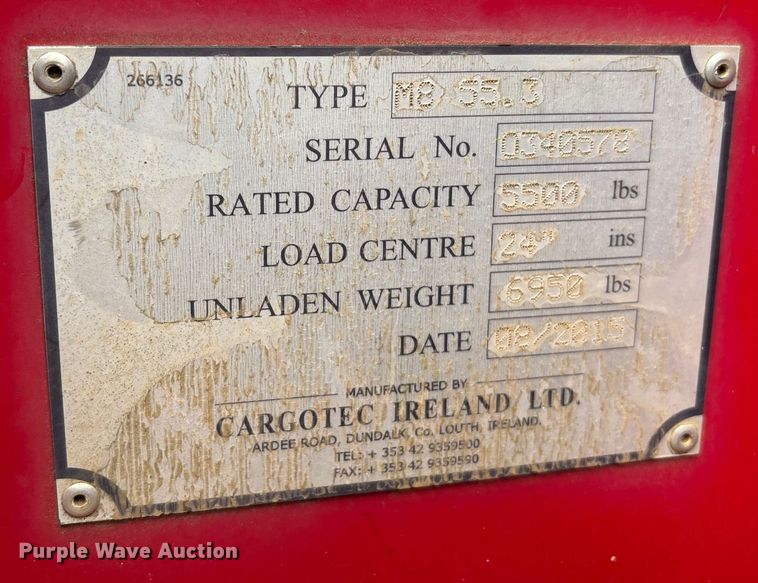 266136
TYPE M8 55.3
SERIAL No. Q340578
RATED CAPACITY 5500 lbs
LOAD CENTRE 24" ins
UNLADEN WEIGHT 6950 lbs
DATE 08/2015
MANUFACTURED BY
CARGOTEC IRELAND LTD.
ARDEE ROAD, DUNDALK, Co. LOUTH, IRELAND.
TEL: + 353 42 9359500
FAX: + 353 42 9359590
Purple Wave Auction